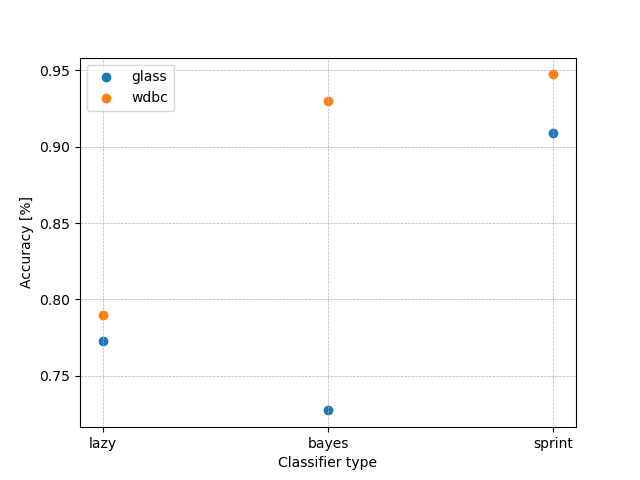 glass
wdbc
0.95
0.90
0.85
0.80
0.75
Accuracy [%]
lazy bayes sprint
Classifier type